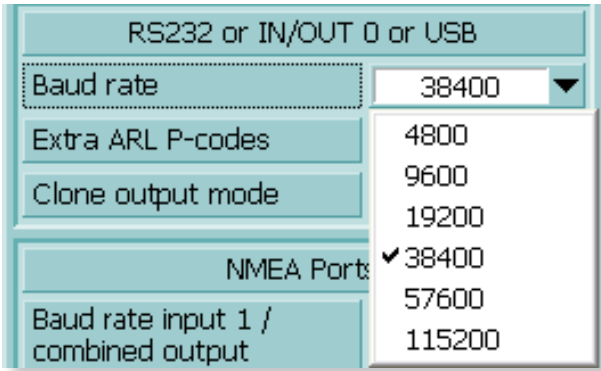 RS232 or IN/OUT 0 or USB
Baud rate
38400
4800
9600
19200
✔38400
57600
115200
Extra ARL P-codes
Clone output mode
NMEA Port
Baud rate input 1 /
combined output